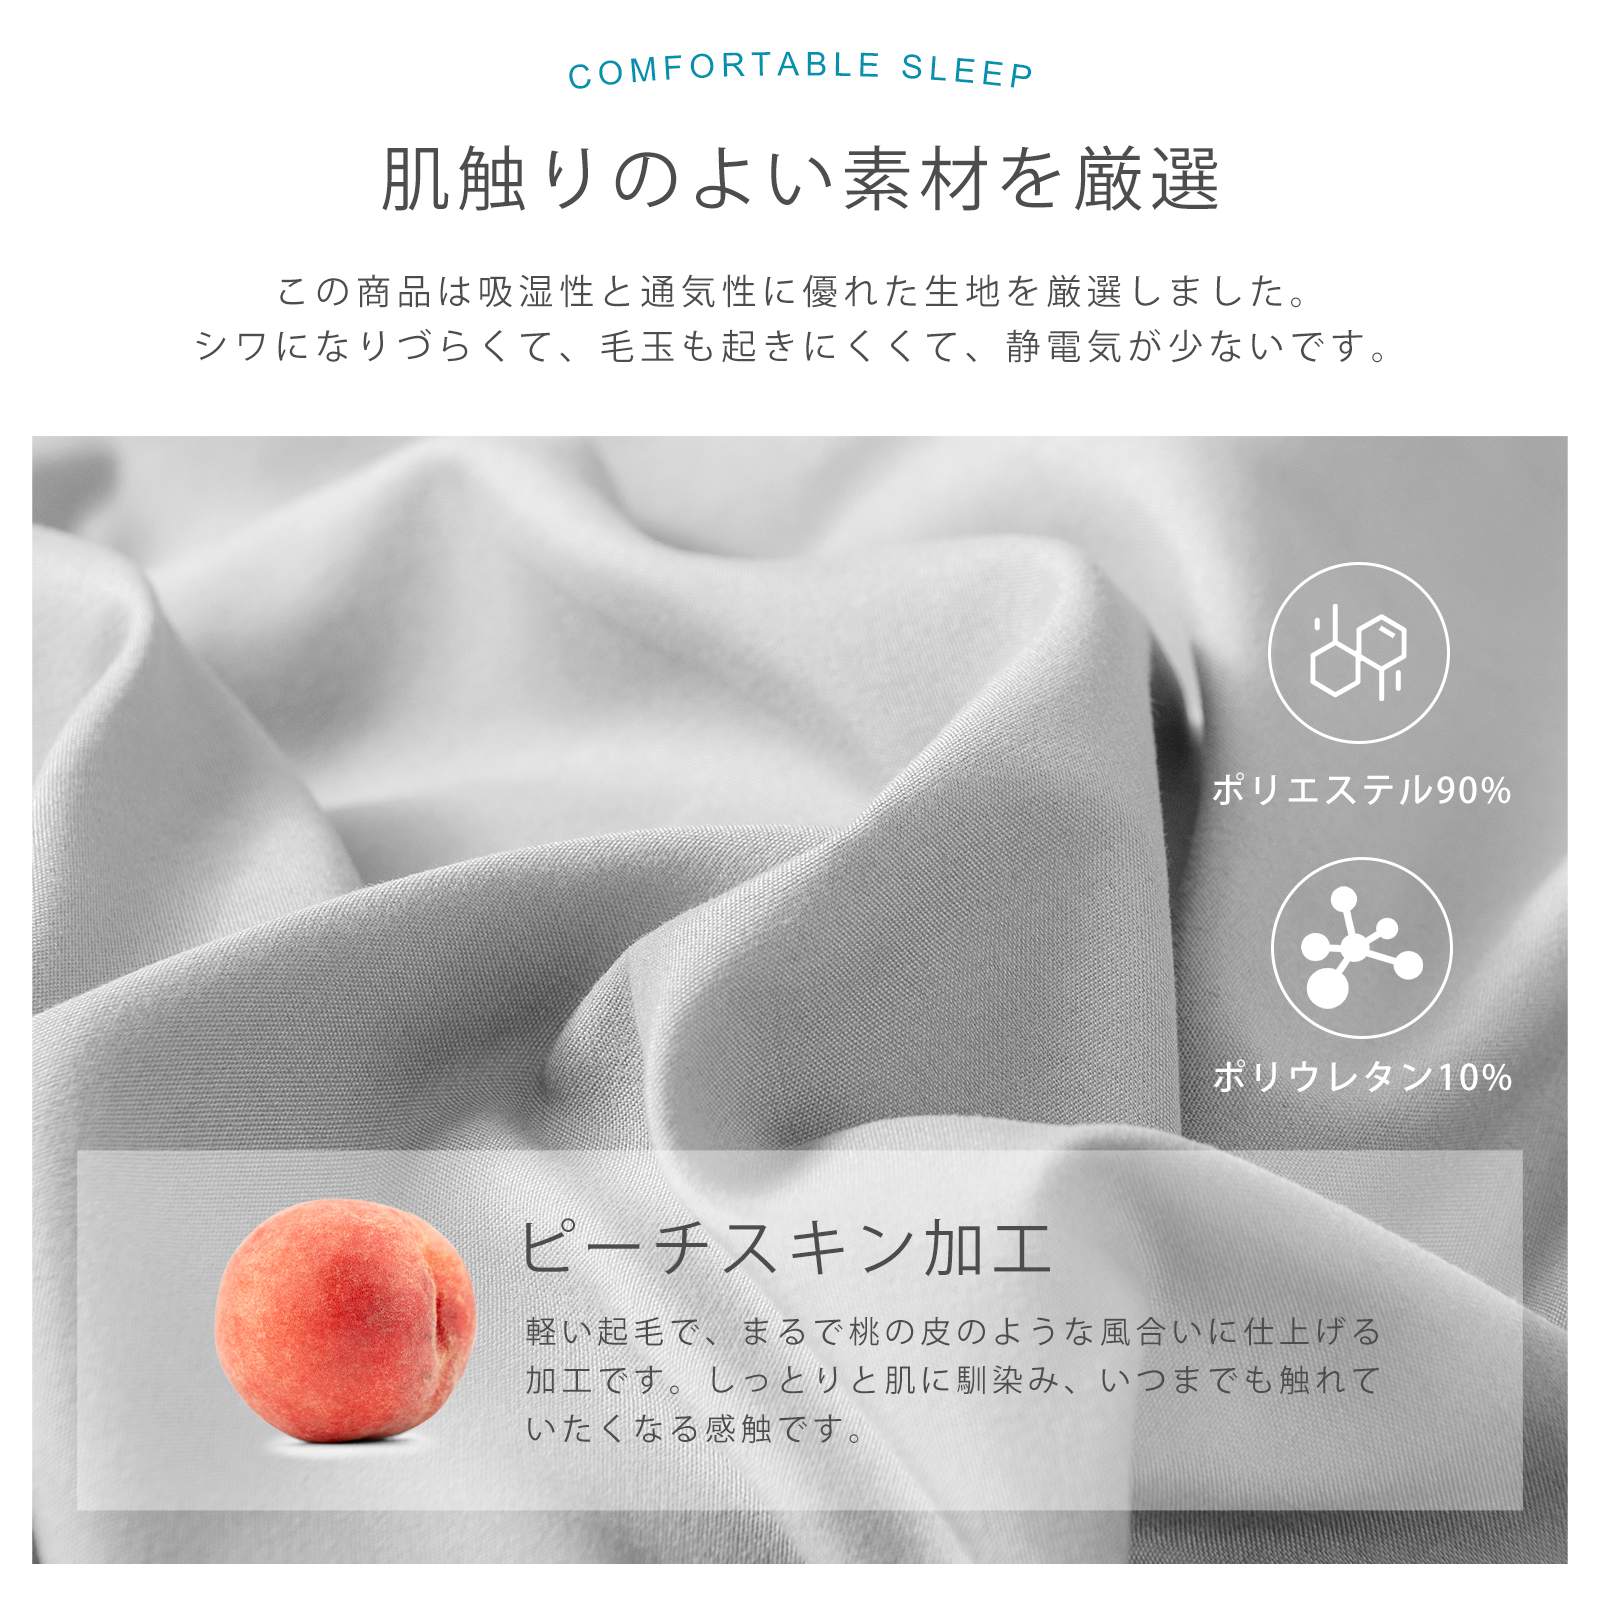 COMFORTABLE SLEEP
肌触りのよい素材を厳選
この商品は吸湿性と通気性に優れた生地を厳選しました。
シワになりづらくて、毛玉も起きにくくて、静電気が少ないです。
ポリエステル90%
ポリウレタン10%
ピーチスキン加工
軽い起毛で、まるで桃の皮のような風合いに仕上げる
加工です。しっとりと肌に馴染み、いつまでも触れて
いたくなる感触です。